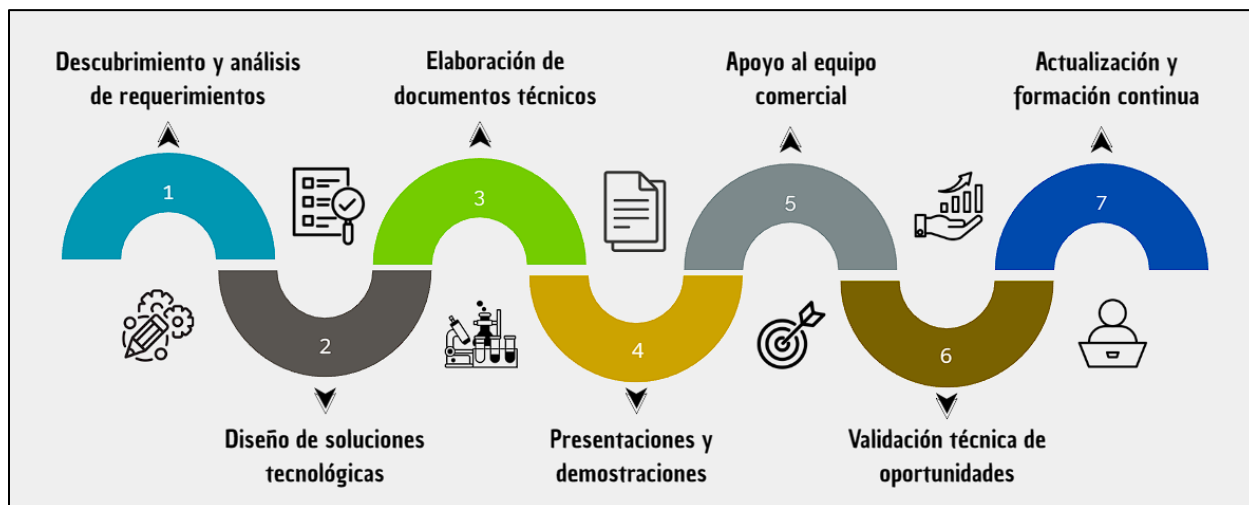 Descubrimiento y análisis
de requerimientos
Elaboración de
documentos técnicos
Apoyo al equipo
comercial
Actualización y
formación continua
1
2
3
4
5
6
7
Diseño de soluciones
tecnológicas
Presentaciones y
demostraciones
Validación técnica de
oportunidades